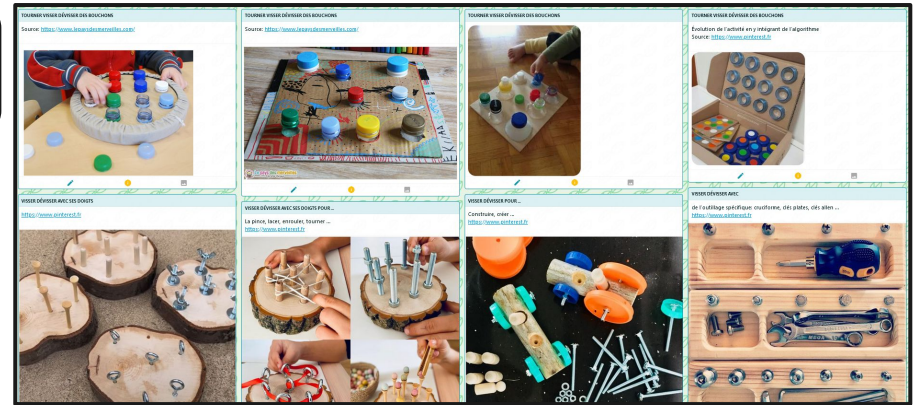 TOURNER VISSER DÉVISSER DES BOUCHONS
Source: https://www.lepaysdesmerveilles.com/
TOURNER VISSER DÉVISSER DES BOUCHONS
Source: https://www.lepaysdesmerveilles.com/
TOURNER VISSER DÉVISSER DES BOUCHONS
TOURNER VISSER DÉVISSER DES BOUCHONS
Évolution de l'activité en y intégrant de l'algorithme
Source: https://www.pinterest.fr
VISSER DÉVISSER AVEC SES DOIGTS
https://www.pinterest.fr
VISSER DÉVISSER AVEC SES DOIGTS POUR...
La pince, lacer, enrouler, tourner ...
https://www.pinterest.fr
VISSER DÉVISSER POUR ...
Construire, créer ...
https://www.pinterest.fr
VISSER DÉVISSER AVEC
de l'outillage spécifique: cruciforme, clés plates, clés allen ...
https://www.pinterest.fr